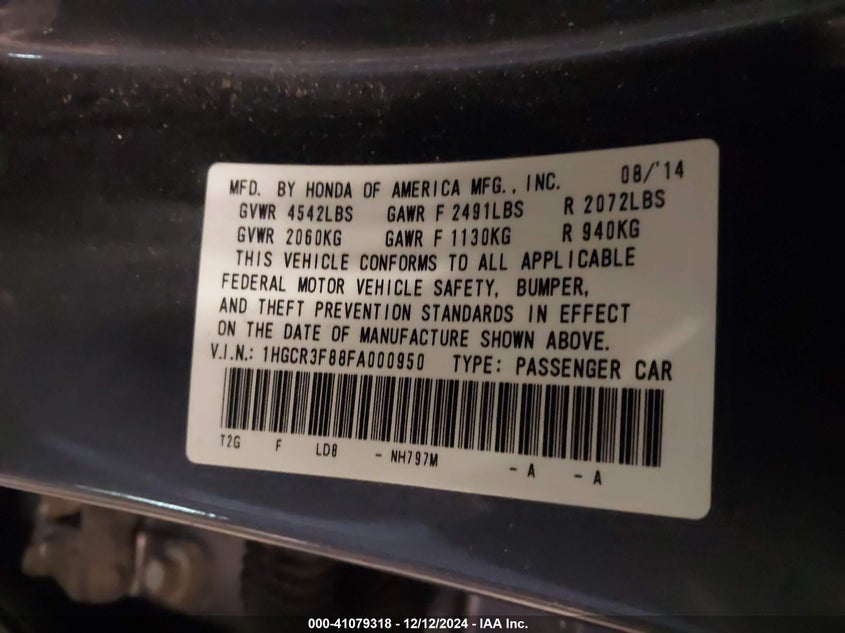 MFD. BY HONDA OF AMERICA MFG., INC. 08/'14
GVWR 4542LBS GAWR F 2491LBS R 2072LBS
GVWR 2060KG GAWR F 1130KG R 940KG
THIS VEHICLE CONFORMS TO ALL APPLICABLE
FEDERAL MOTOR VEHICLE SAFETY, BUMPER,
AND THEFT PREVENTION STANDARDS IN EFFECT
ON THE DATE OF MANUFACTURE SHOWN ABOVE.
V.I.N.: 1HGCR3F88FA000950 TYPE: PASSENGER CAR
T2G F LD8 - NH797M - A - A
000-41079318 - 12/12/2024 - IAA Inc.